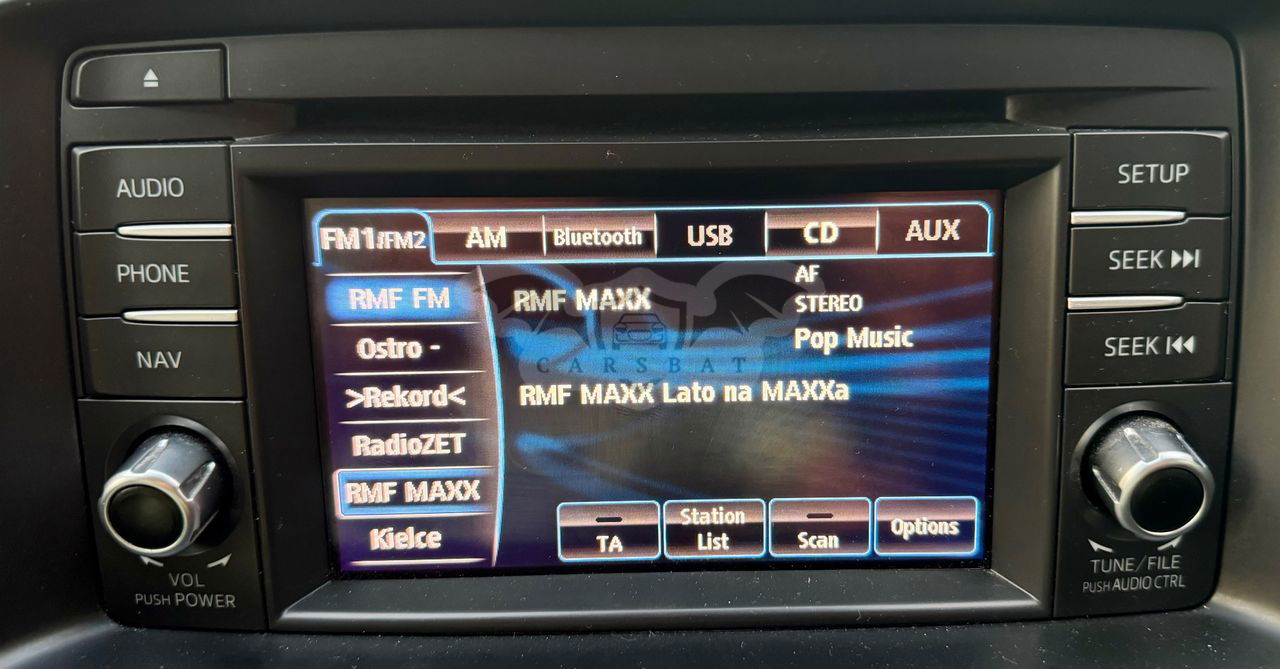 AUDIO
PHONE
NAV
VOL
PUSH POWER
FM1/FM2
AM
Bluetooth
USB
CD
AUX
RMF FM
Ostro -
>Rekord<
RadioZET
RMF MAXX
Kielce
RMF MAXX
AF
STEREO
Pop Music
CARSBAT
RMF MAXX Lato na MAXXa
TA
Station
List
Scan
Options
SETUP
SEEK
SEEK
TUNE/FILE
PUSH AUDIO CTRL